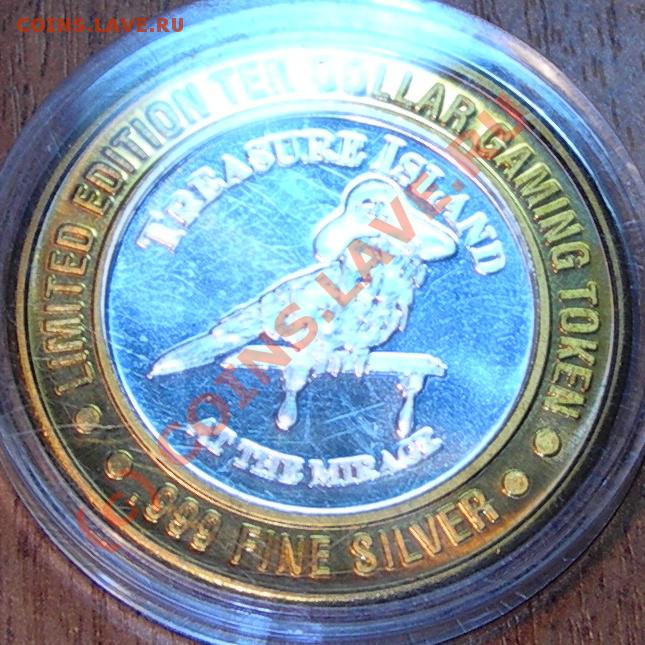 COINS.LAVE.RU
LIMITED EDITION TEN DOLLAR GAMING TOKEN
TREASURE ISLAND
AT THE MIRAGE
.999 FINE SILVER
© COINS.LAVE.RU